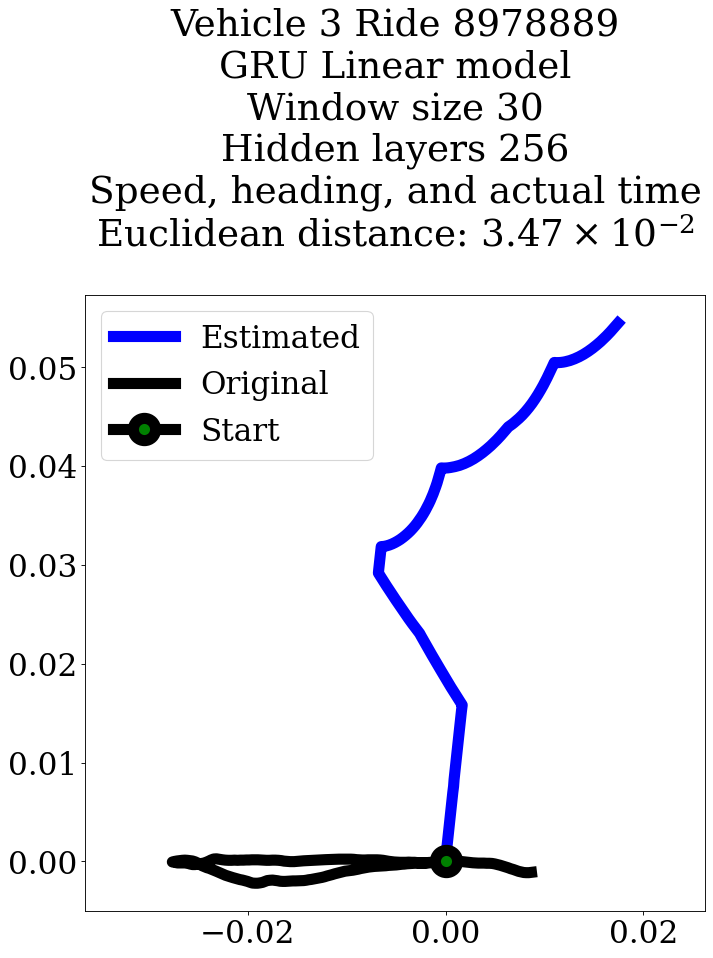 Vehicle 3 Ride 8978889
GRU Linear model
Window size 30
Hidden layers 256
Speed, heading, and actual time
Euclidean distance: 3.47 × 10⁻²
Estimated
Original
Start
0.05
0.04
0.03
0.02
0.01
0.00
−0.02
0.00
0.02